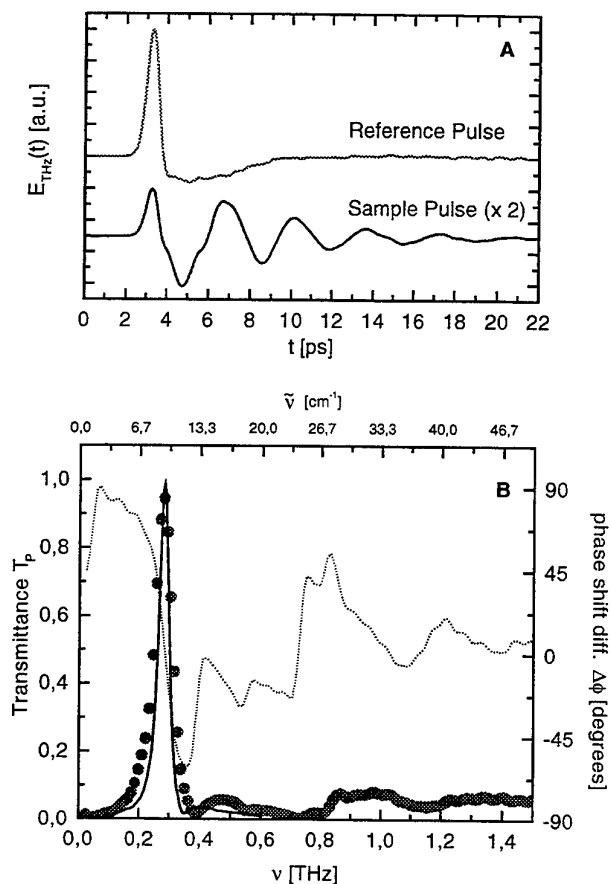 A
E_THz(t) [a.u.]
Reference Pulse
Sample Pulse (x 2)
0 2 4 6 8 10 12 14 16 18 20 22
t [ps]
ν̃ [cm⁻¹]
0,0 6,7 13,3 20,0 26,7 33,3 40,0 46,7
B
Transmittance T_P
1,0
0,8
0,6
0,4
0,2
0,0
90
45
0
-45
-90
phase shift diff. Δϕ [degrees]
0,0 0,2 0,4 0,6 0,8 1,0 1,2 1,4
ν [THz]